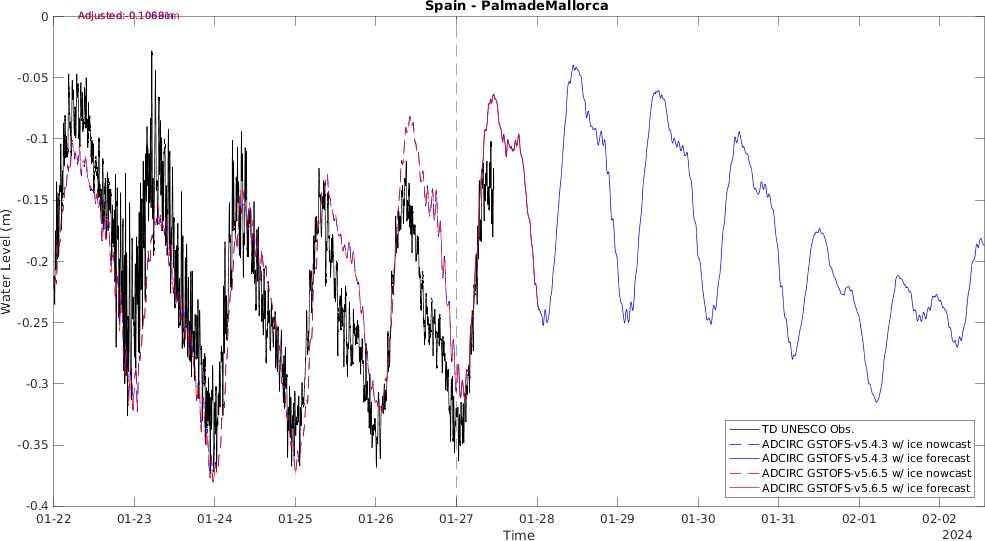 Spain - PalmadeMallorca
Water Level (m)
0
-0.05
-0.1
-0.15
-0.2
-0.25
-0.3
-0.35
-0.4
01-22
01-23
01-24
01-25
01-26
01-27
01-28
01-29
01-30
01-31
02-01
02-02
2024
Time
TD UNESCO Obs.
ADCIRC GSTOFS-v5.4.3 w/ ice nowcast
ADCIRC GSTOFS-v5.4.3 w/ ice forecast
ADCIRC GSTOFS-v5.6.5 w/ ice nowcast
ADCIRC GSTOFS-v5.6.5 w/ ice forecast